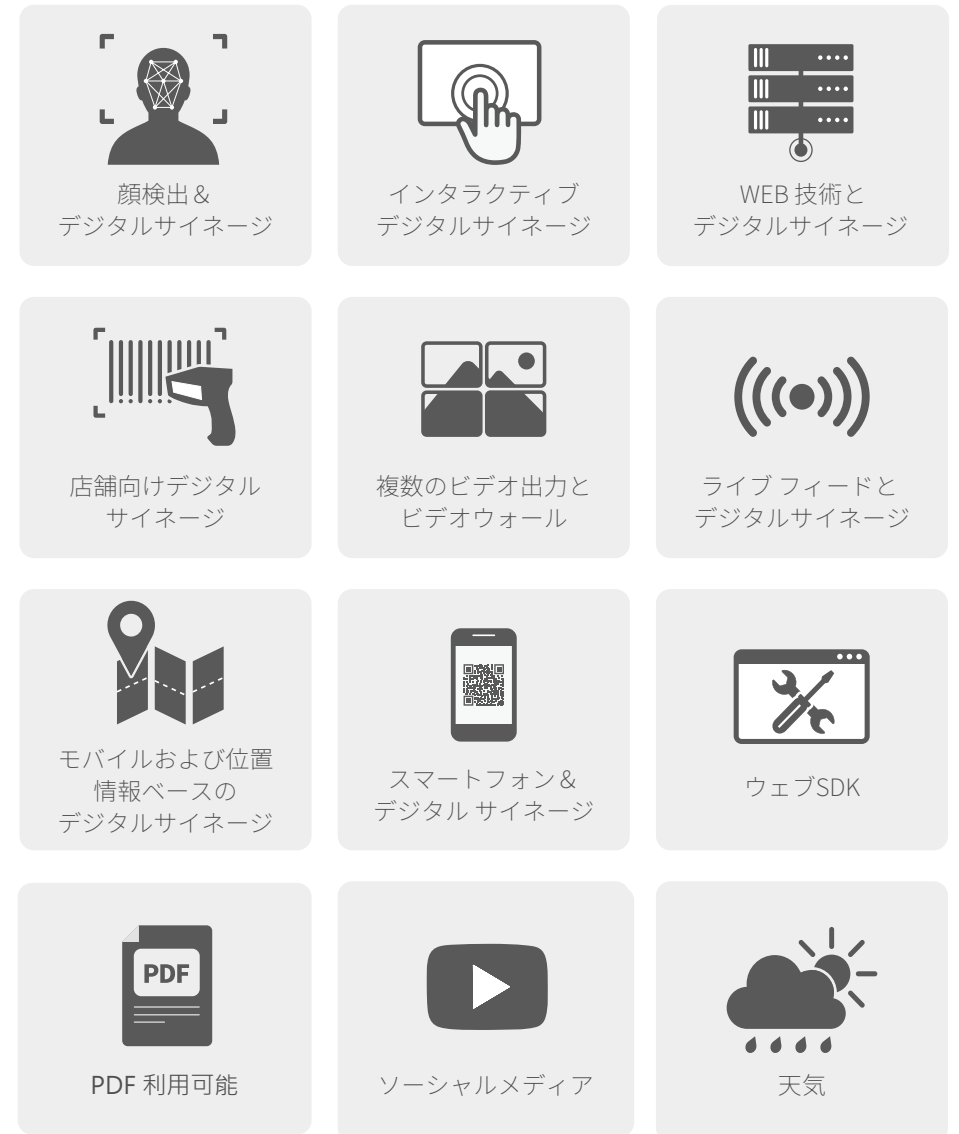 顔検出＆
デジタルサイネージ
インタラクティブ
デジタルサイネージ
WEB 技術と
デジタルサイネージ
店舗向けデジタル
サイネージ
複数のビデオ出力と
ビデオウォール
ライブ フィードと
デジタルサイネージ
モバイルおよび位置
情報ベースの
デジタルサイネージ
スマートフォン＆
デジタル サイネージ
ウェブSDK
PDF
PDF 利用可能
ソーシャルメディア
天気